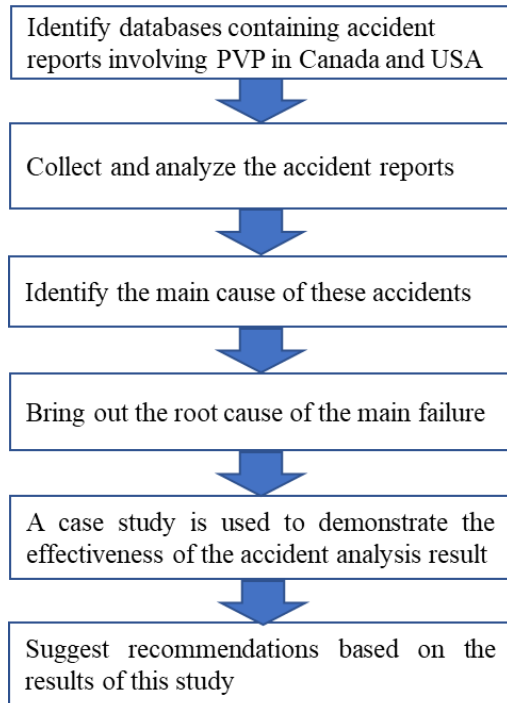 Identify databases containing accident
reports involving PVP in Canada and USA
Collect and analyze the accident reports
Identify the main cause of these accidents
Bring out the root cause of the main failure
A case study is used to demonstrate the
effectiveness of the accident analysis result
Suggest recommendations based on the
results of this study